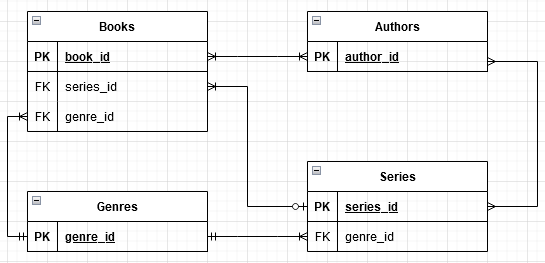 Books
PK book_id
FK series_id
FK genre_id
Authors
PK author_id
Genres
PK genre_id
Series
PK series_id
FK genre_id